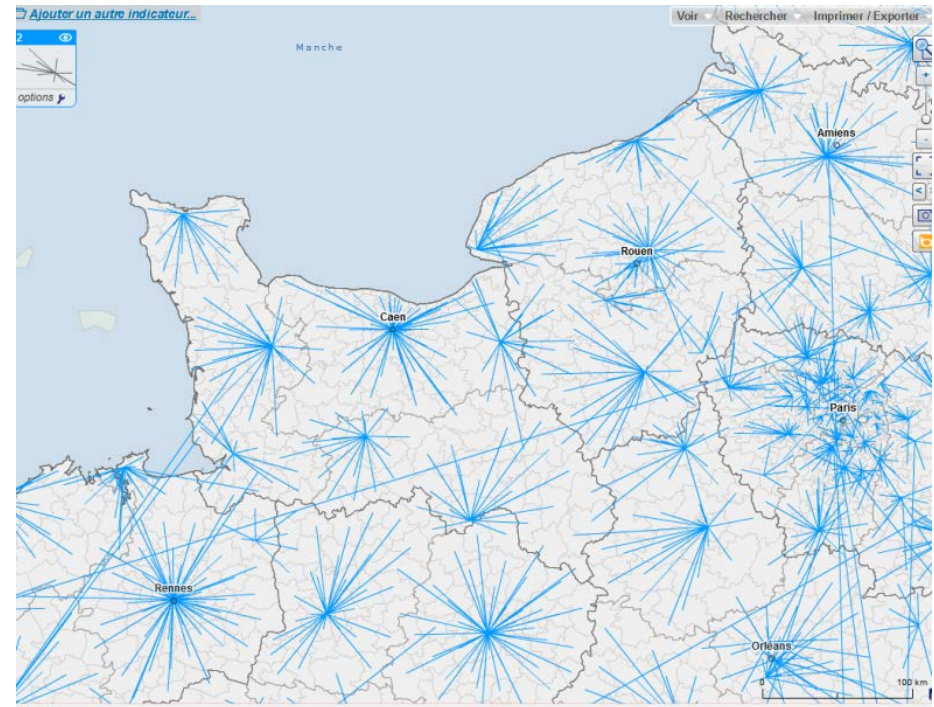 Ajouter un autre indicateur...
Voir Rechercher Imprimer / Exporter
2
options
Manche
Amiens
Rouen
Caen
Paris
Rennes
Orléans
+
-
<
0 100 km